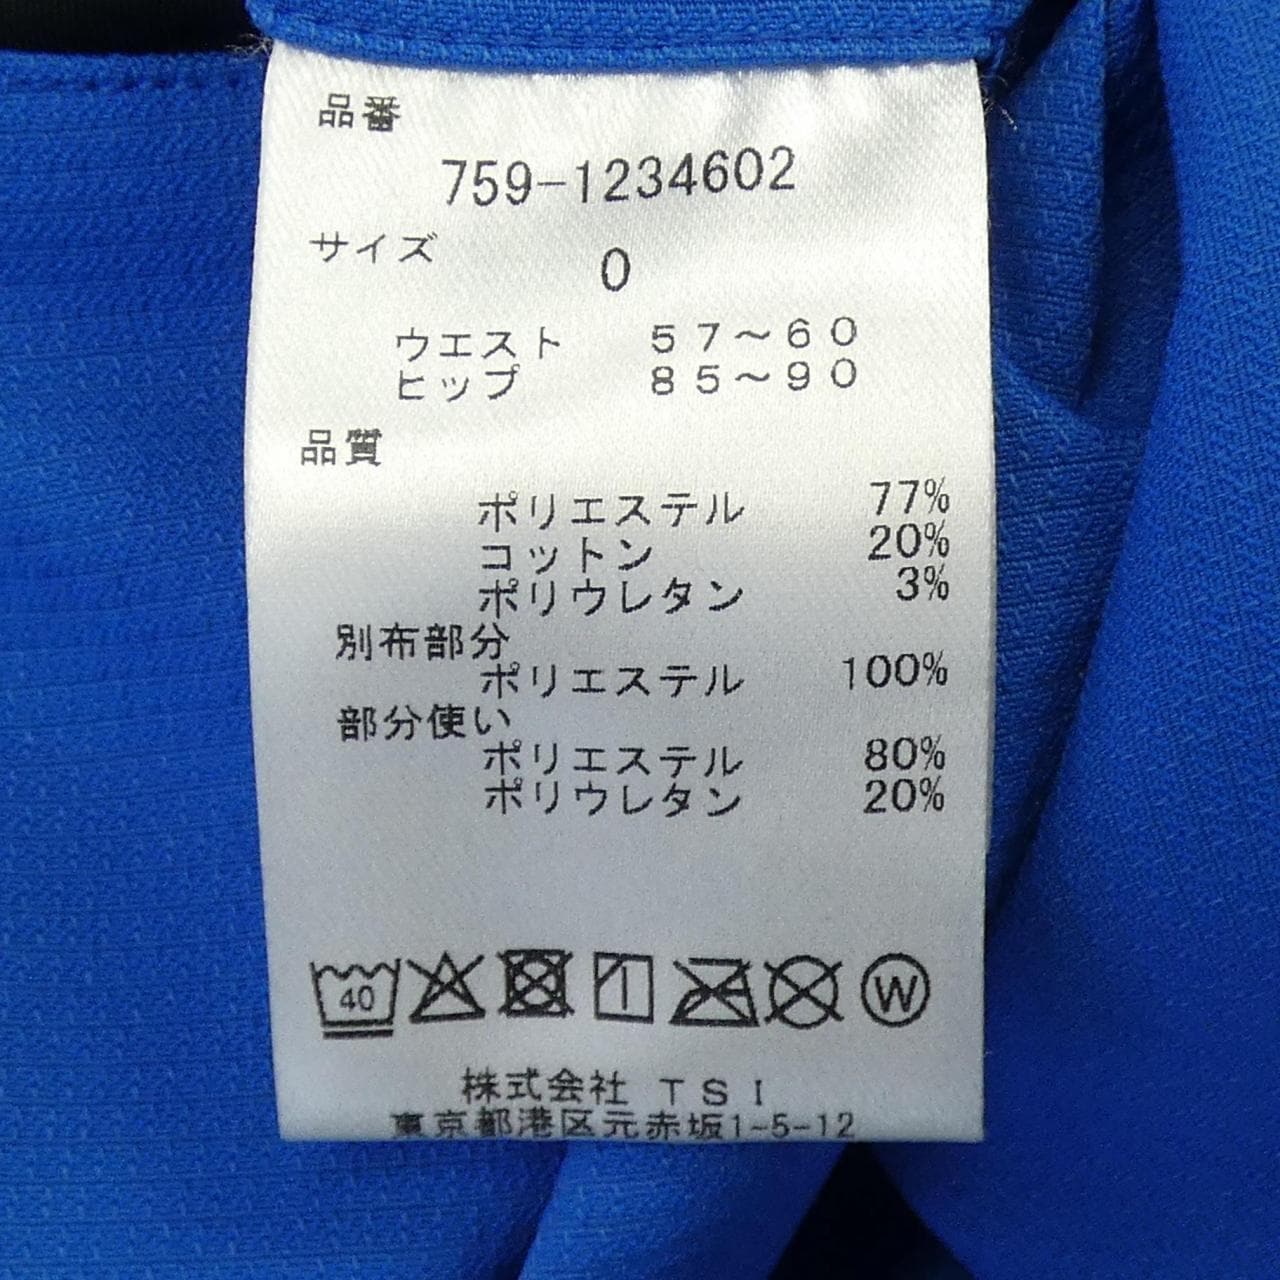 品番
759-1234602
サイズ
0
ウエスト 57~60
ヒップ 85~90
品質
ポリエステル 77%
コットン 20%
ポリウレタン 3%
別布部分
ポリエステル 100%
部分使い
ポリエステル 80%
ポリウレタン 20%
40 W
株式会社 TSI
東京都港区元赤坂1-5-12